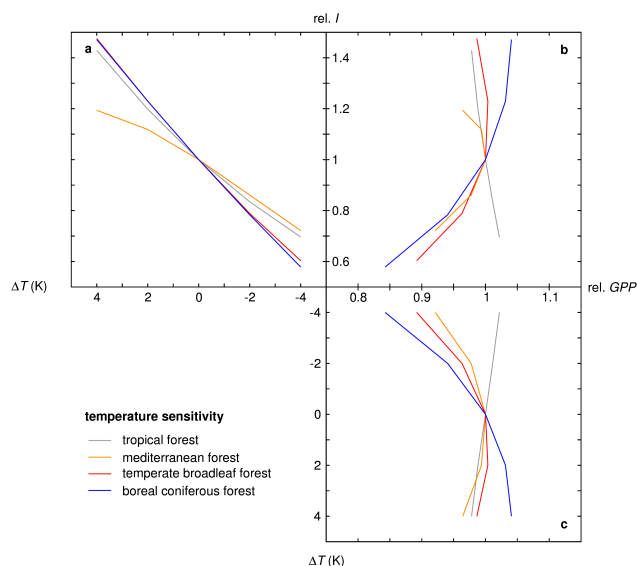 rel. I
a
b
1.4
1.2
1
0.8
0.6
ΔT (K)
4 2 0 -2 -4
0.8 0.9 1 1.1
rel. GPP
-4
-2
0
2
4
temperature sensitivity
tropical forest
mediterranean forest
temperate broadleaf forest
boreal coniferous forest
c
ΔT (K)